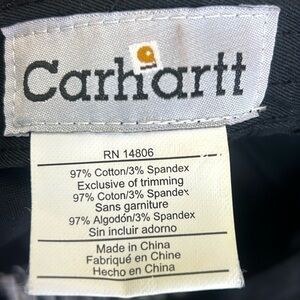 Carhartt
RN 14806
97% Cotton/3% Spandex
Exclusive of trimming
97% Coton/3% Spandex
Sans garniture
97% Algodón/3% Spandex
Sin incluir adorno
Made in China
Fabriqué en Chine
Hecho en China